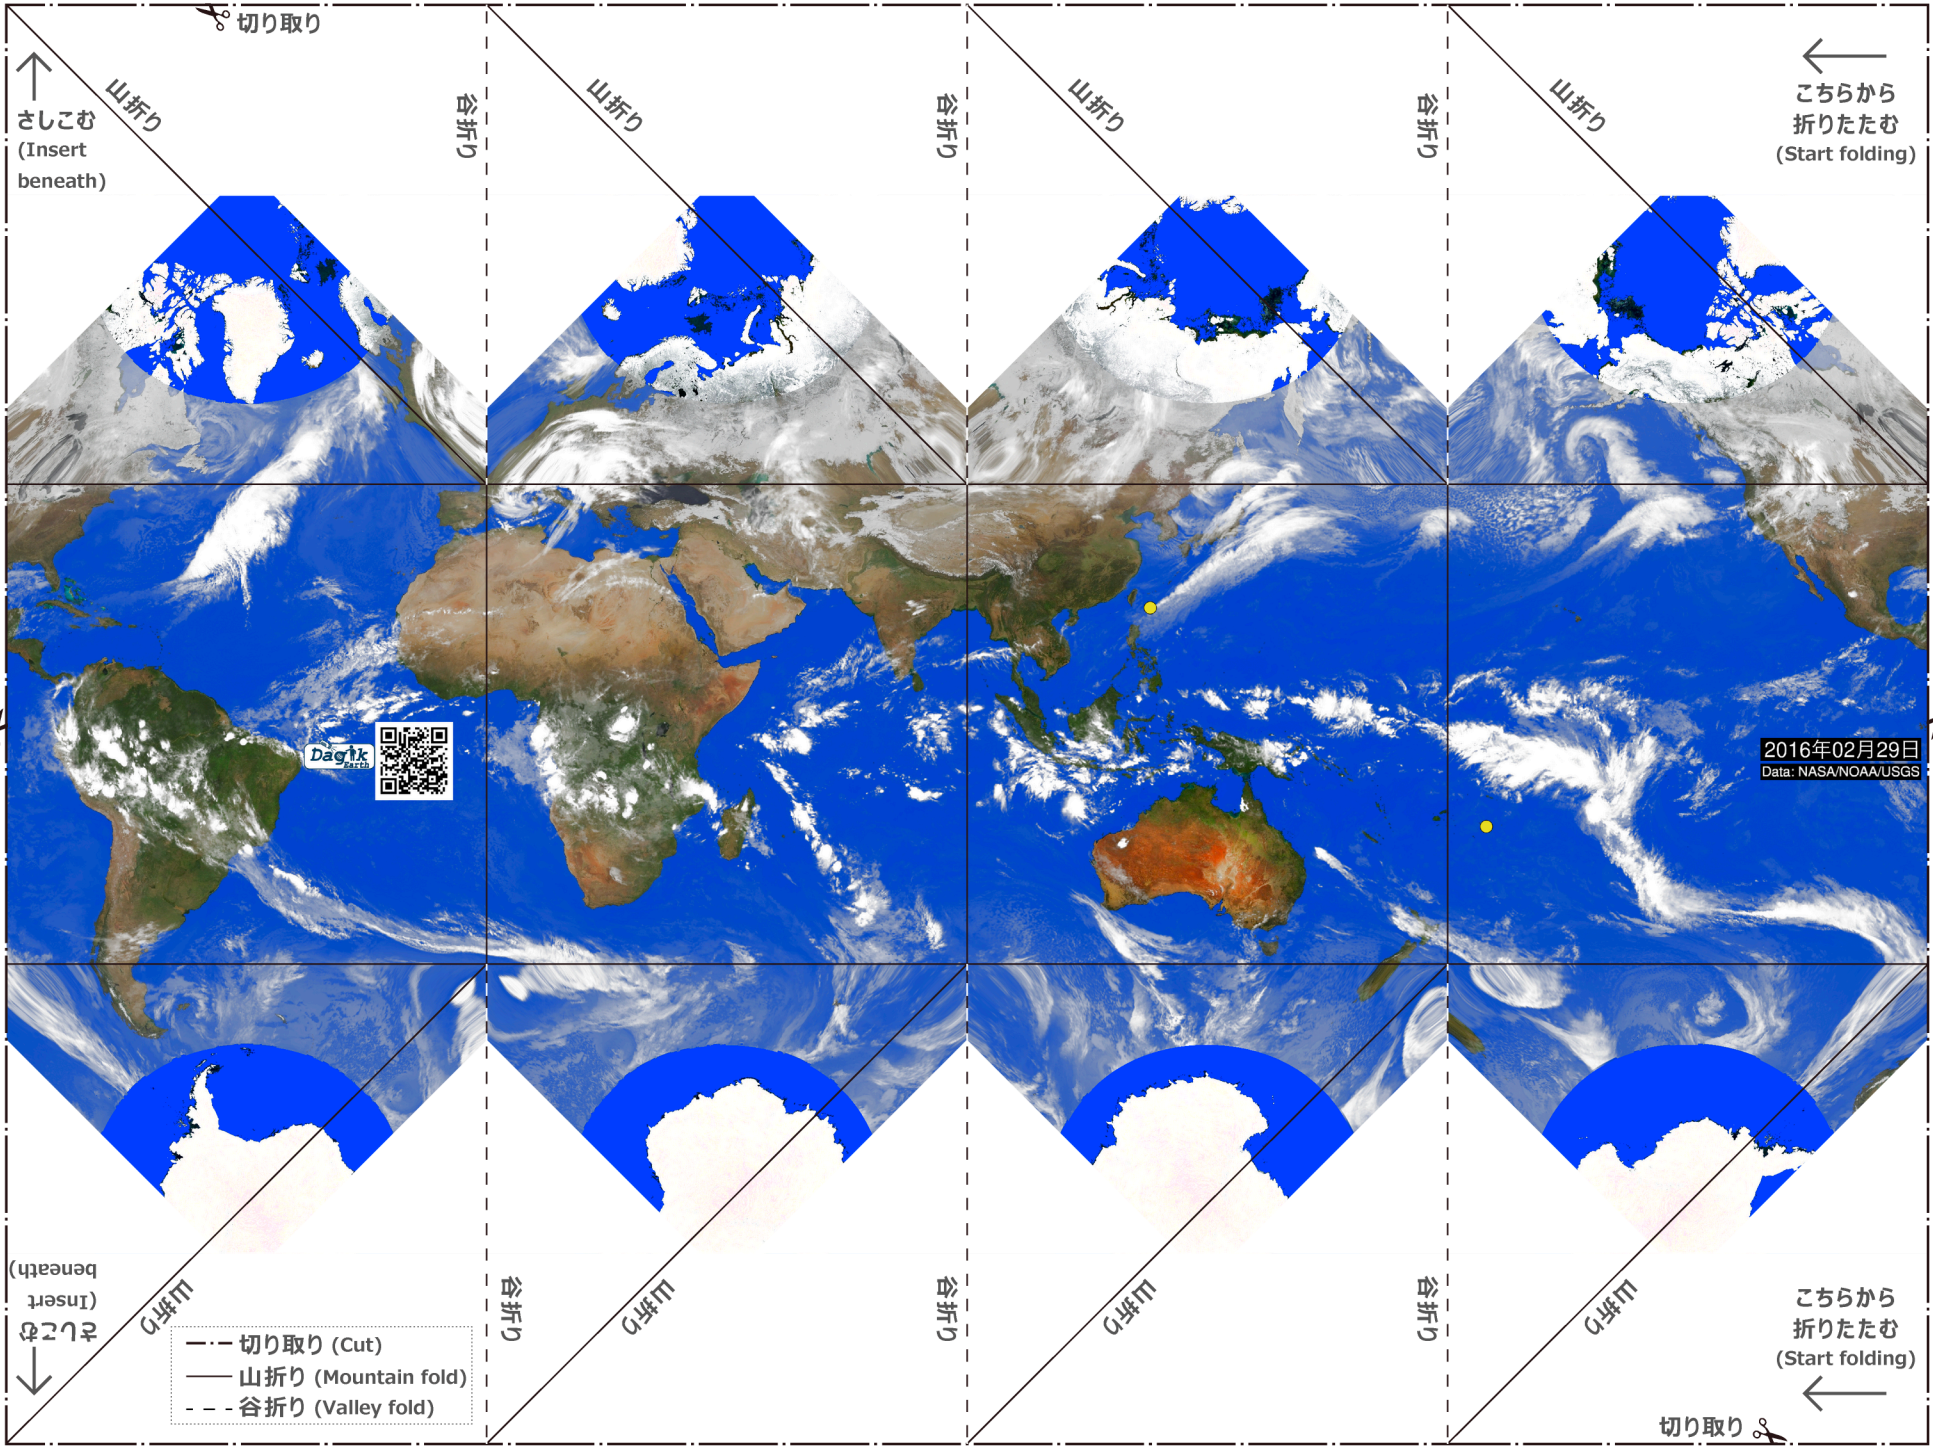 切り取り
山折り
谷折り
山折り
谷折り
山折り
谷折り
山折り
さしこむ
(Insert
beneath)
こちらから
折りたたむ
(Start folding)
Dagik
Earth
2016年02月29日
Data: NASA/NOAA/USGS
さしこむ
(Insert
beneath)
山折り
谷折り
山折り
谷折り
山折り
谷折り
山折り
こちらから
折りたたむ
(Start folding)
切り取り (Cut)
山折り (Mountain fold)
谷折り (Valley fold)
切り取り